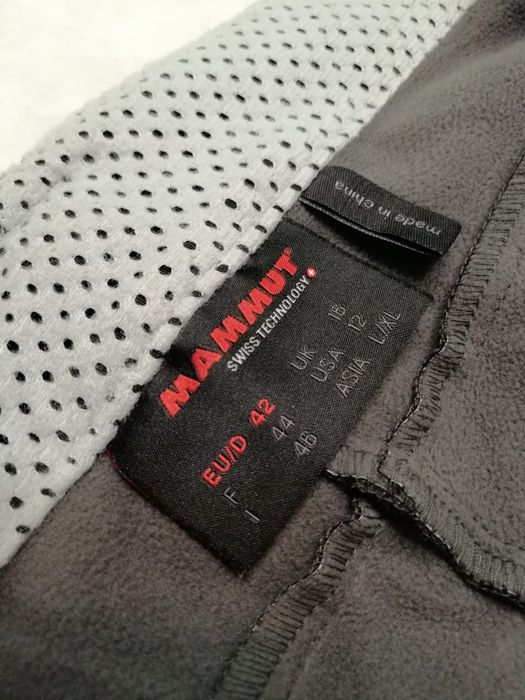 made in china
MAMMUT
SWISS TECHNOLOGY
EU/D 42 UK 16
F 44 USA 12
I 46 ASIA L/XL